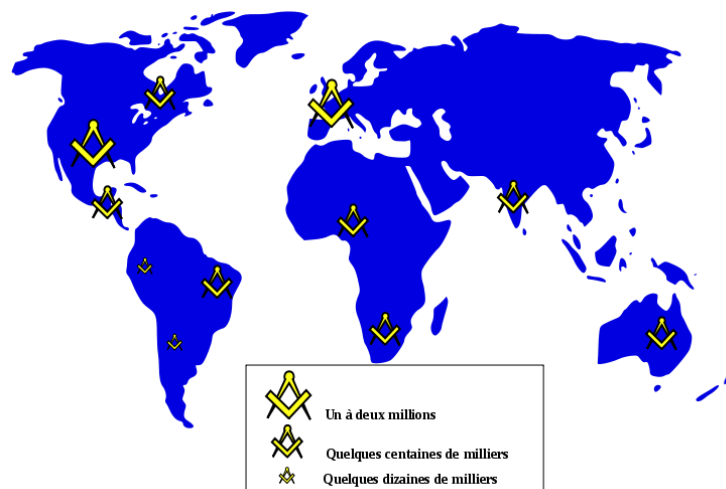 Un à deux millions
Quelques centaines de milliers
Quelques dizaines de milliers